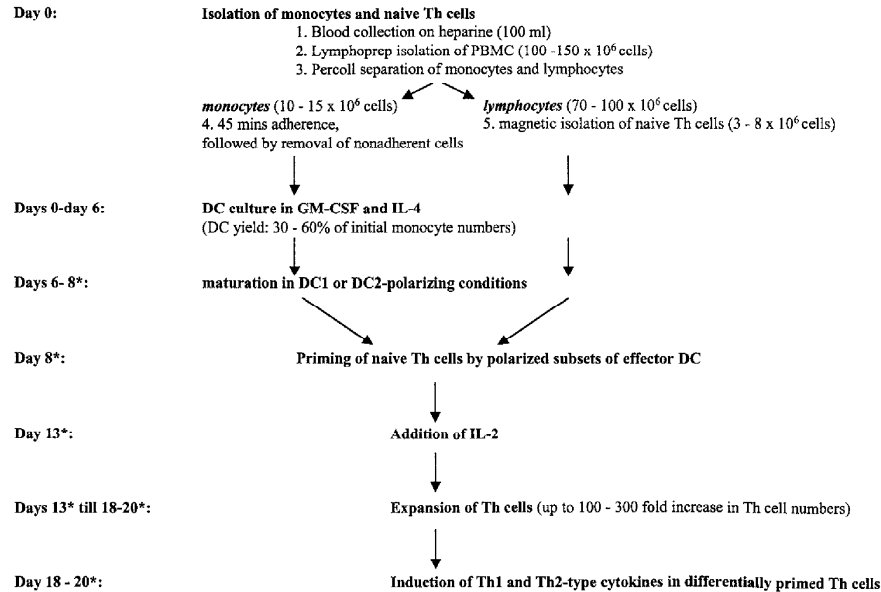 Day 0: Isolation of monocytes and naive Th cells
1. Blood collection on heparine (100 ml)
2. Lymphoprep isolation of PBMC (100 -150 x 10⁶ cells)
3. Percoll separation of monocytes and lymphocytes
monocytes (10 - 15 x 10⁶ cells)
4. 45 mins adherence,
followed by removal of nonadherent cells
lymphocytes (70 - 100 x 10⁶ cells)
5. magnetic isolation of naive Th cells (3 - 8 x 10⁶ cells)
Days 0-day 6: DC culture in GM-CSF and IL-4
(DC yield: 30 - 60% of initial monocyte numbers)
Days 6- 8*: maturation in DC1 or DC2-polarizing conditions
Day 8*: Priming of naive Th cells by polarized subsets of effector DC
Day 13*: Addition of IL-2
Days 13* till 18-20*: Expansion of Th cells (up to 100 - 300 fold increase in Th cell numbers)
Day 18 - 20*: Induction of Th1 and Th2-type cytokines in differentially primed Th cells